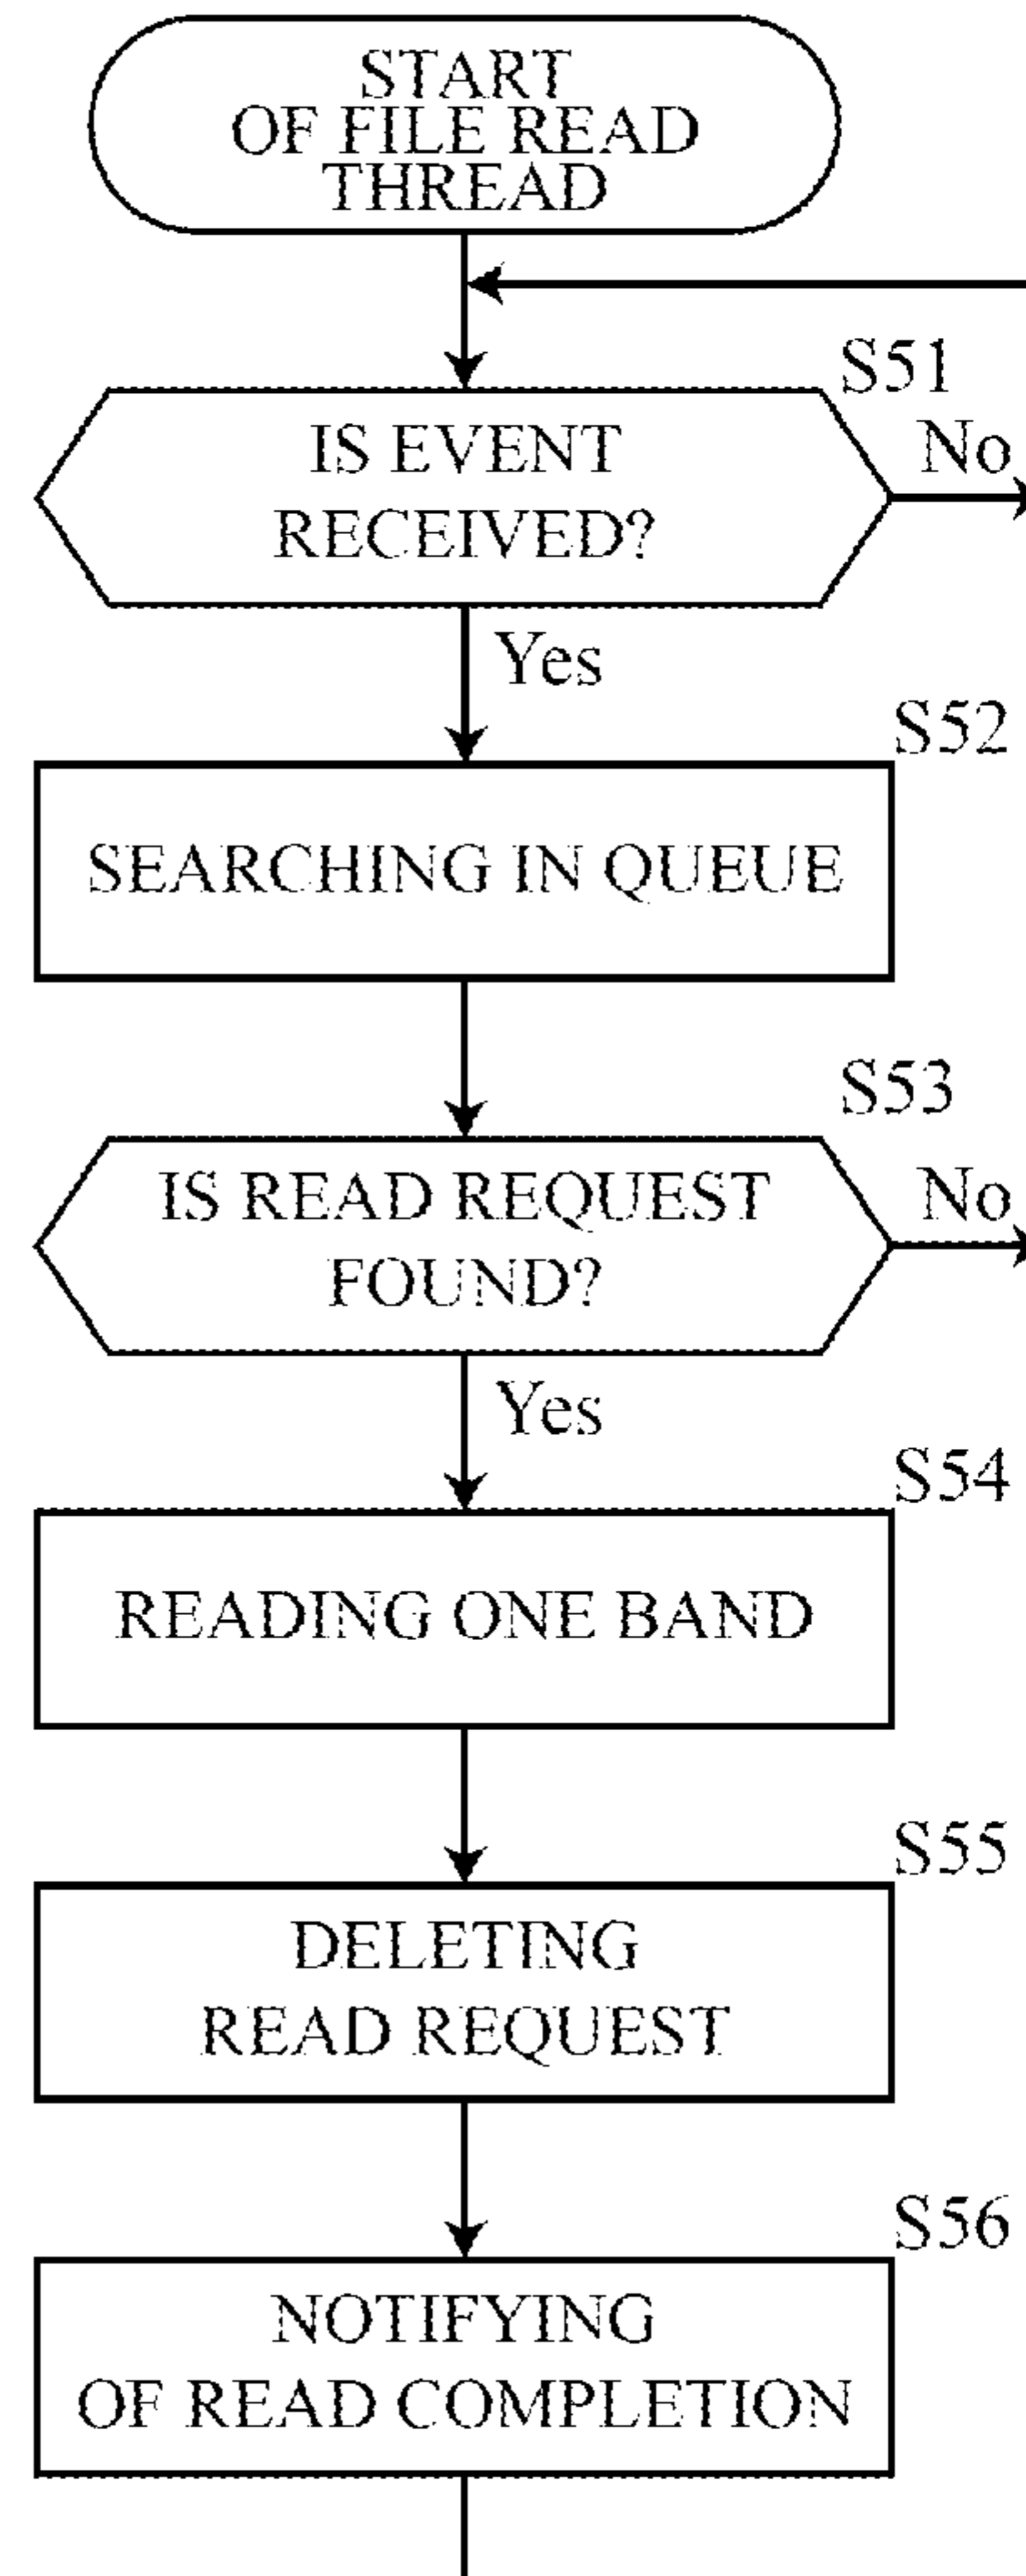 START
OF FILE READ
THREAD
S51
IS EVENT
RECEIVED?
No
Yes
S52
SEARCHING IN QUEUE
S53
IS READ REQUEST
FOUND?
No
Yes
S54
READING ONE BAND
S55
DELETING
READ REQUEST
S56
NOTIFYING
OF READ COMPLETION